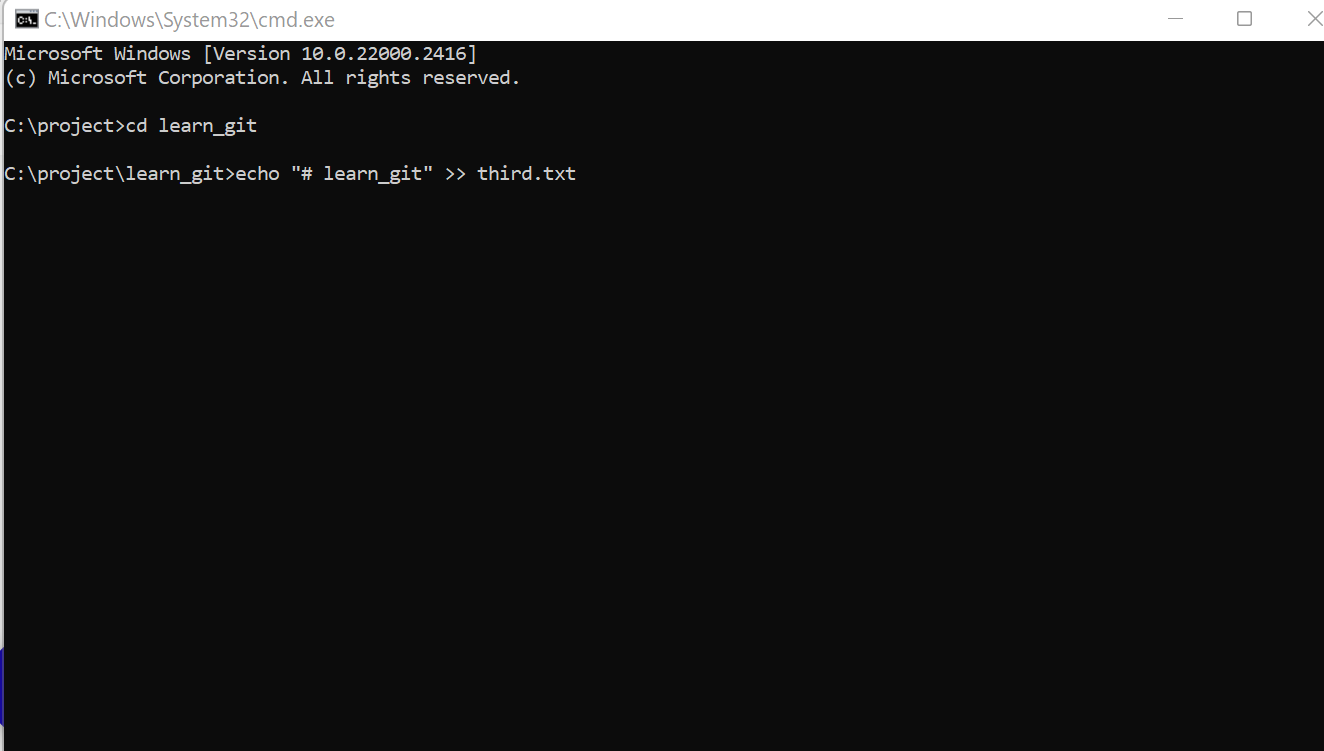 C:\Windows\System32\cmd.exe
Microsoft Windows [Version 10.0.22000.2416]
(c) Microsoft Corporation. All rights reserved.
C:\project>cd learn_git
C:\project\learn_git>echo "# learn_git" >> third.txt